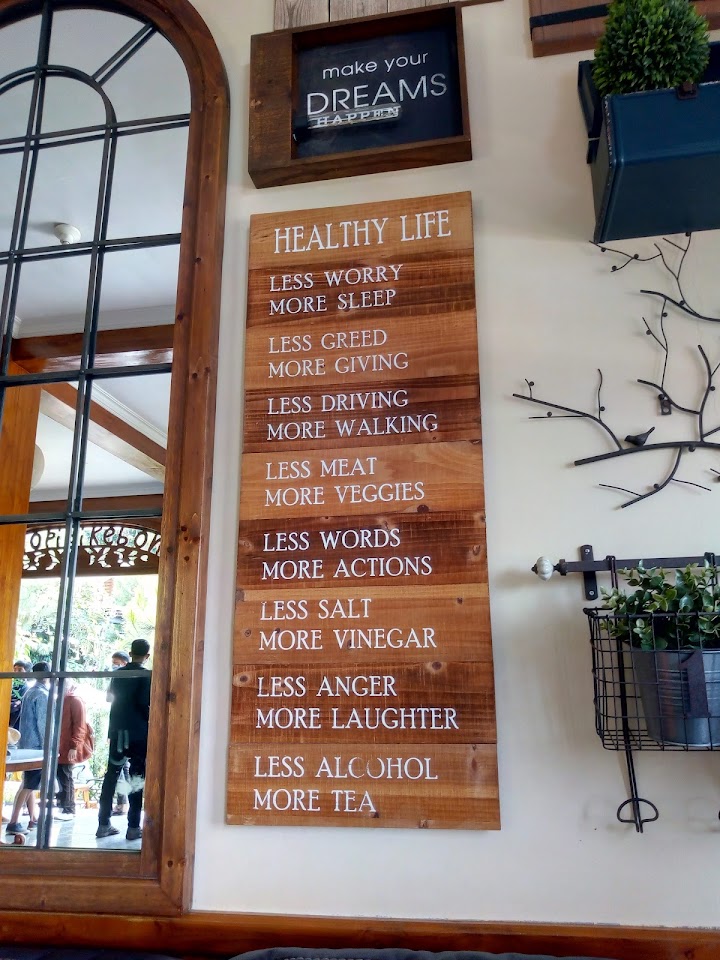 make your
DREAMS
HAPPEN
HEALTHY LIFE
LESS WORRY
MORE SLEEP
LESS GREED
MORE GIVING
LESS DRIVING
MORE WALKING
LESS MEAT
MORE VEGGIES
LESS WORDS
MORE ACTIONS
LESS SALT
MORE VINEGAR
LESS ANGER
MORE LAUGHTER
LESS ALCOHOL
MORE TEA